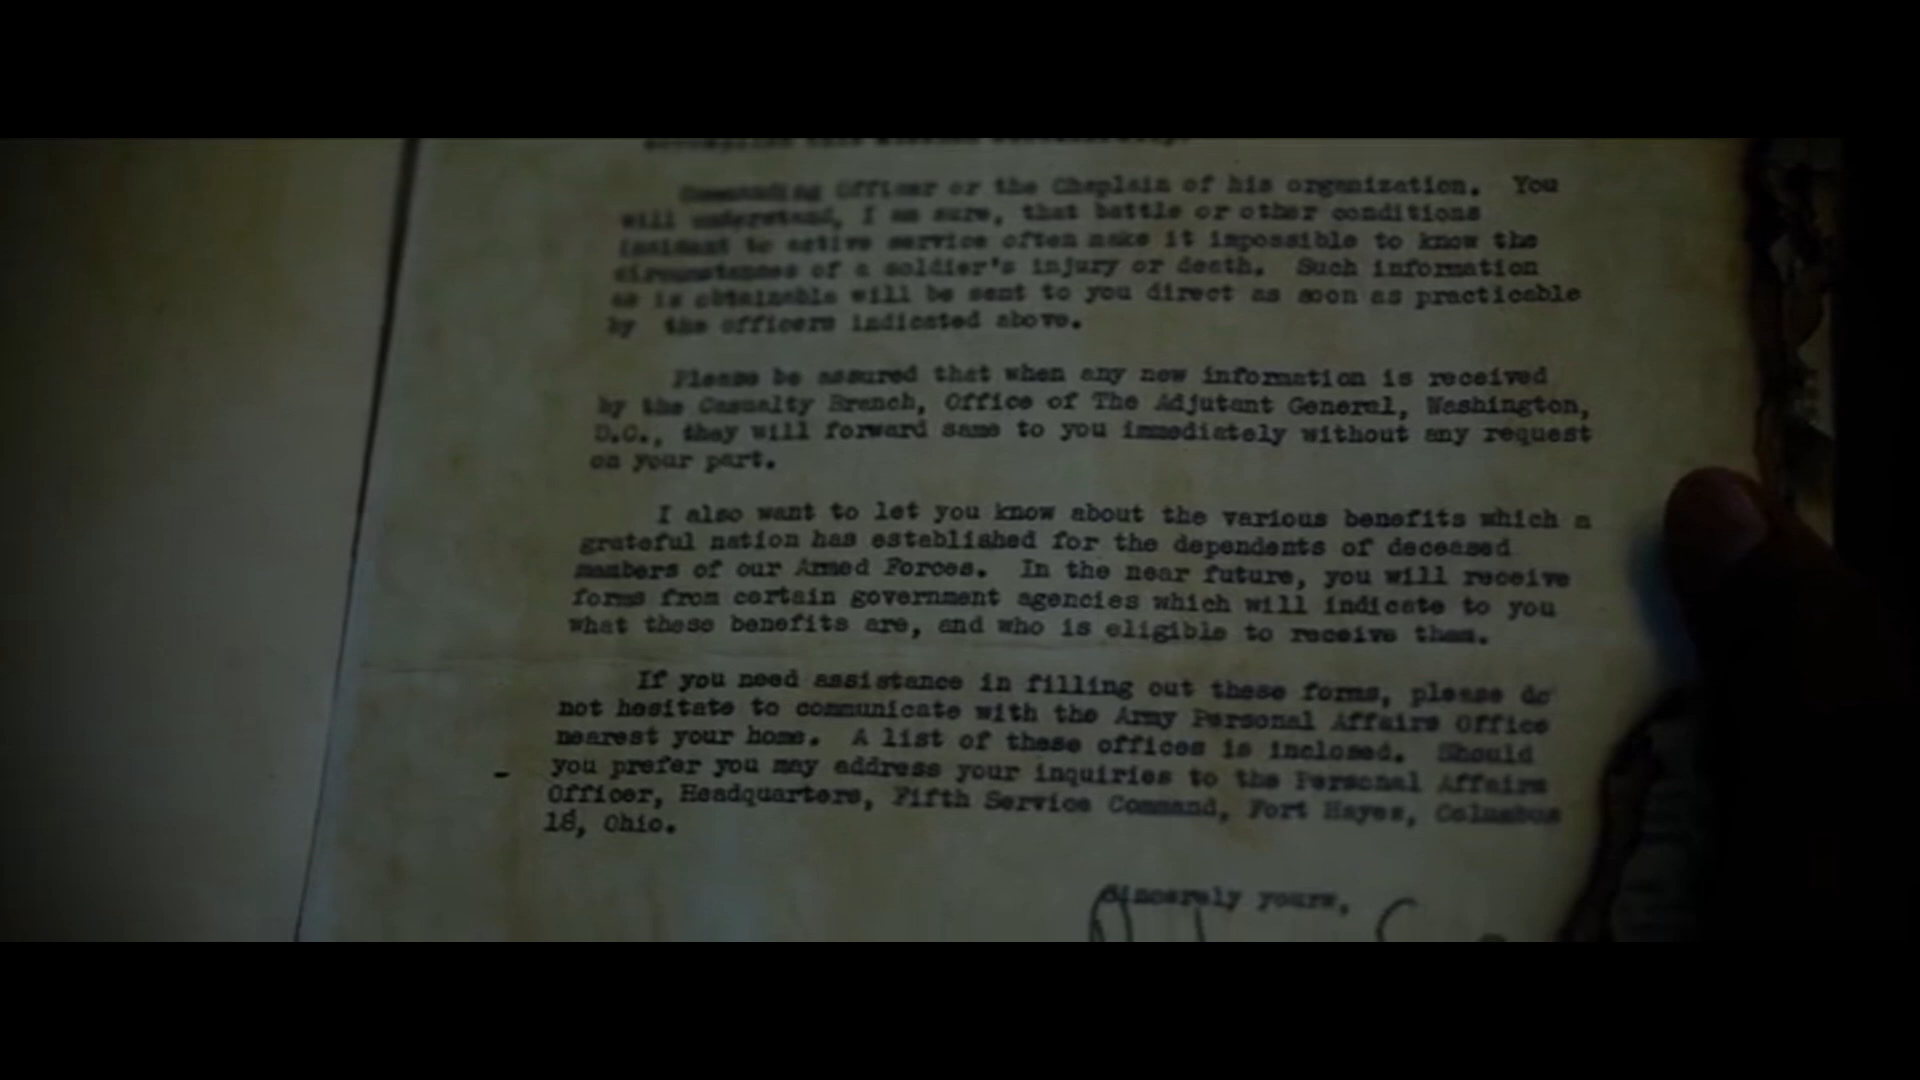 Commanding Officer or the Chaplain of his organization. You
will understand, I am sure, that battle or other conditions
incident to active service often make it impossible to know the
circumstances of a soldier's injury or death. Such information
as is obtainable will be sent to you direct as soon as practicable
by the officers indicated above.
Please be assured that when any new information is received
by the Casualty Branch, Office of The Adjutant General, Washington,
D.C., they will forward same to you immediately without any request
on your part.
I also want to let you know about the various benefits which a
grateful nation has established for the dependents of deceased
members of our Armed Forces. In the near future, you will receive
forms from certain government agencies which will indicate to you
what these benefits are, and who is eligible to receive them.
If you need assistance in filling out these forms, please do
not hesitate to communicate with the Army Personal Affairs Office
nearest your home. A list of these offices is inclosed. Should
you prefer you may address your inquiries to the Personal Affairs
Officer, Headquarters, Fifth Service Command, Fort Hayes, Columbus
18, Ohio.
Sincerely yours,